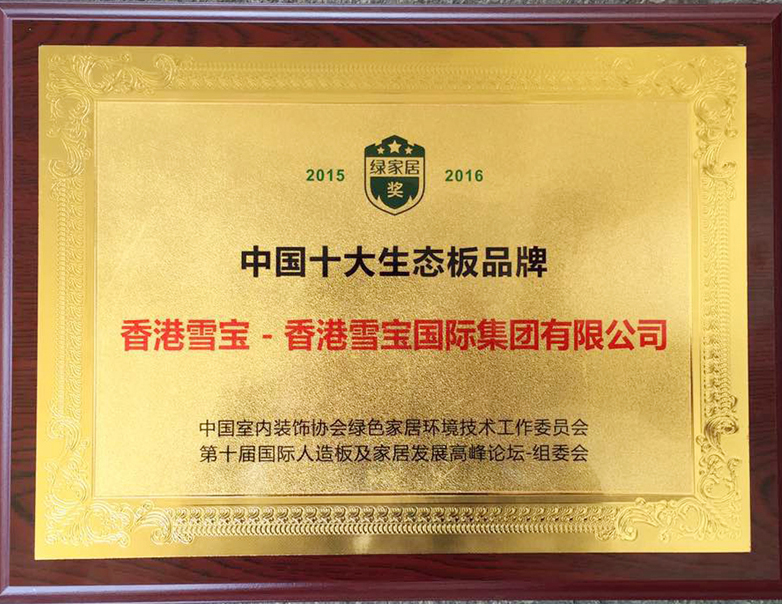 2015 绿家居 2016
奖
中国十大生态板品牌
香港雪宝 - 香港雪宝国际集团有限公司
中国室内装饰协会绿色家居环境技术工作委员会
第十届国际人造板及家居发展高峰论坛-组委会